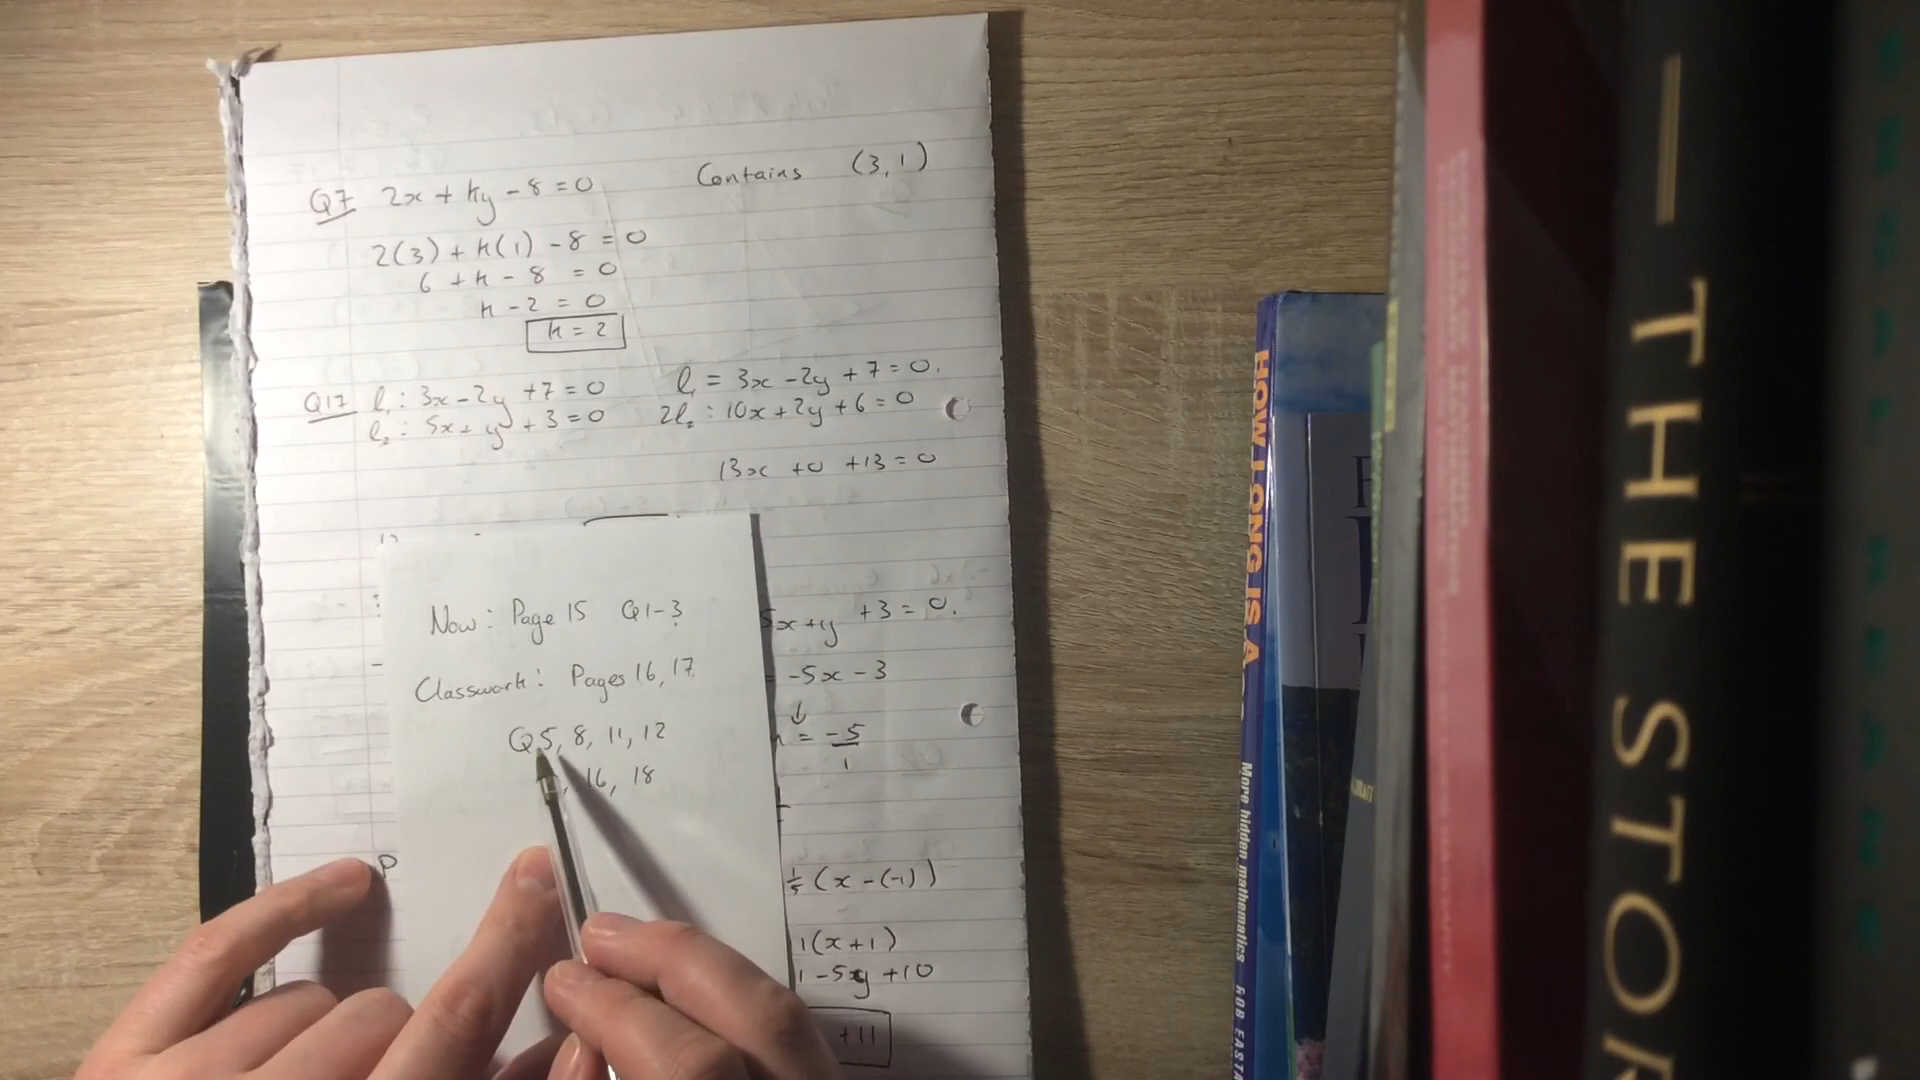 Q7 2x + ky - 8 = 0 Contains (3,1)
2(3) + k(1) - 8 = 0
6 + k - 8 = 0
k - 2 = 0
k = 2
Q17 l₁: 3x - 2y + 7 = 0
l₂: 5x + y + 3 = 0
l₁ = 3x - 2y + 7 = 0.
2l₂: 10x + 2y + 6 = 0
13x + 0 + 13 = 0
Now: Page 15 Q1-3
Classwork: Pages 16, 17
Q5, 8, 11, 12
, 16, 18
5x + y + 3 = 0.
= -5x - 3
↓
= -5/1
P
1/5 (x - (-1))
1(x+1)
1 - 5y + 10
+11
HOW LONG IS A
More hidden mathematics ROB EASTA
— THE STOR